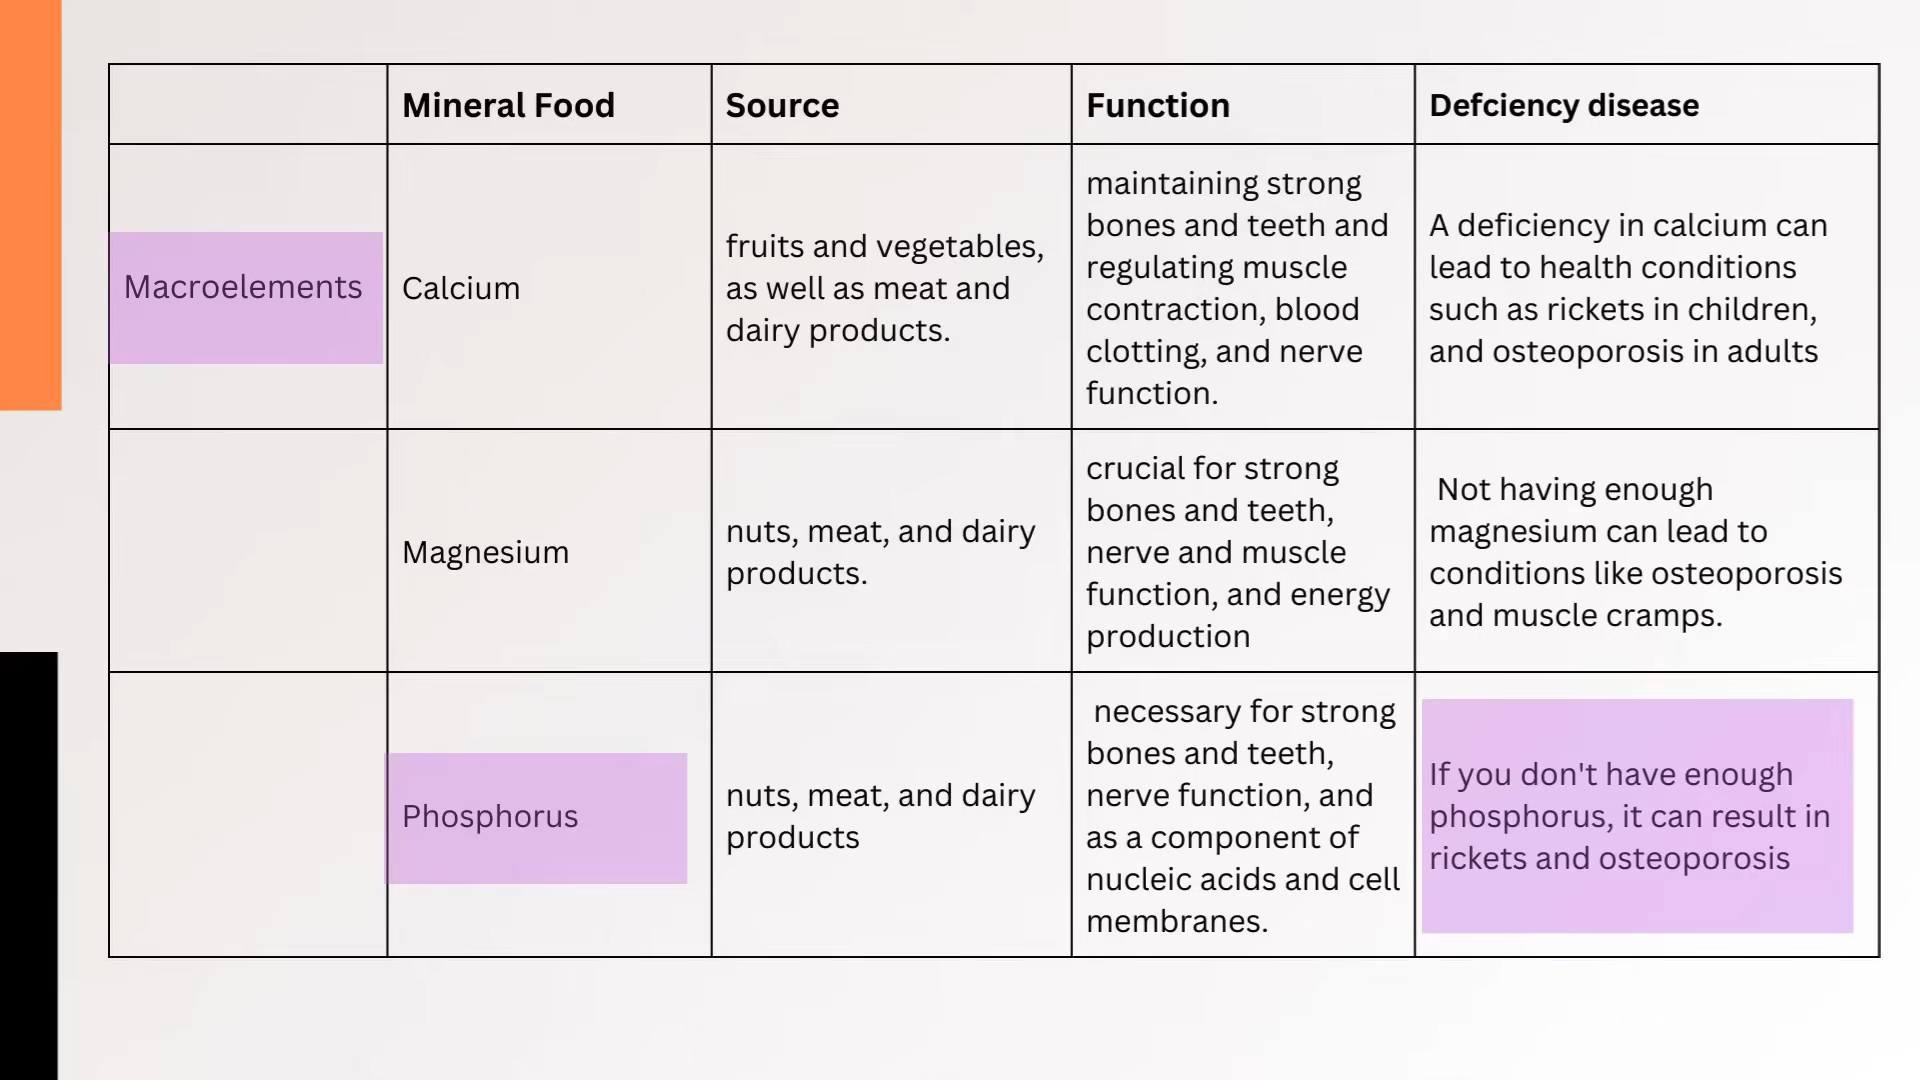 Mineral Food
Source
Function
Defciency disease
Macroelements
Calcium
fruits and vegetables,
as well as meat and
dairy products.
maintaining strong
bones and teeth and
regulating muscle
contraction, blood
clotting, and nerve
function.
A deficiency in calcium can
lead to health conditions
such as rickets in children,
and osteoporosis in adults
Magnesium
nuts, meat, and dairy
products.
crucial for strong
bones and teeth,
nerve and muscle
function, and energy
production
Not having enough
magnesium can lead to
conditions like osteoporosis
and muscle cramps.
Phosphorus
nuts, meat, and dairy
products
necessary for strong
bones and teeth,
nerve function, and
as a component of
nucleic acids and cell
membranes.
If you don't have enough
phosphorus, it can result in
rickets and osteoporosis